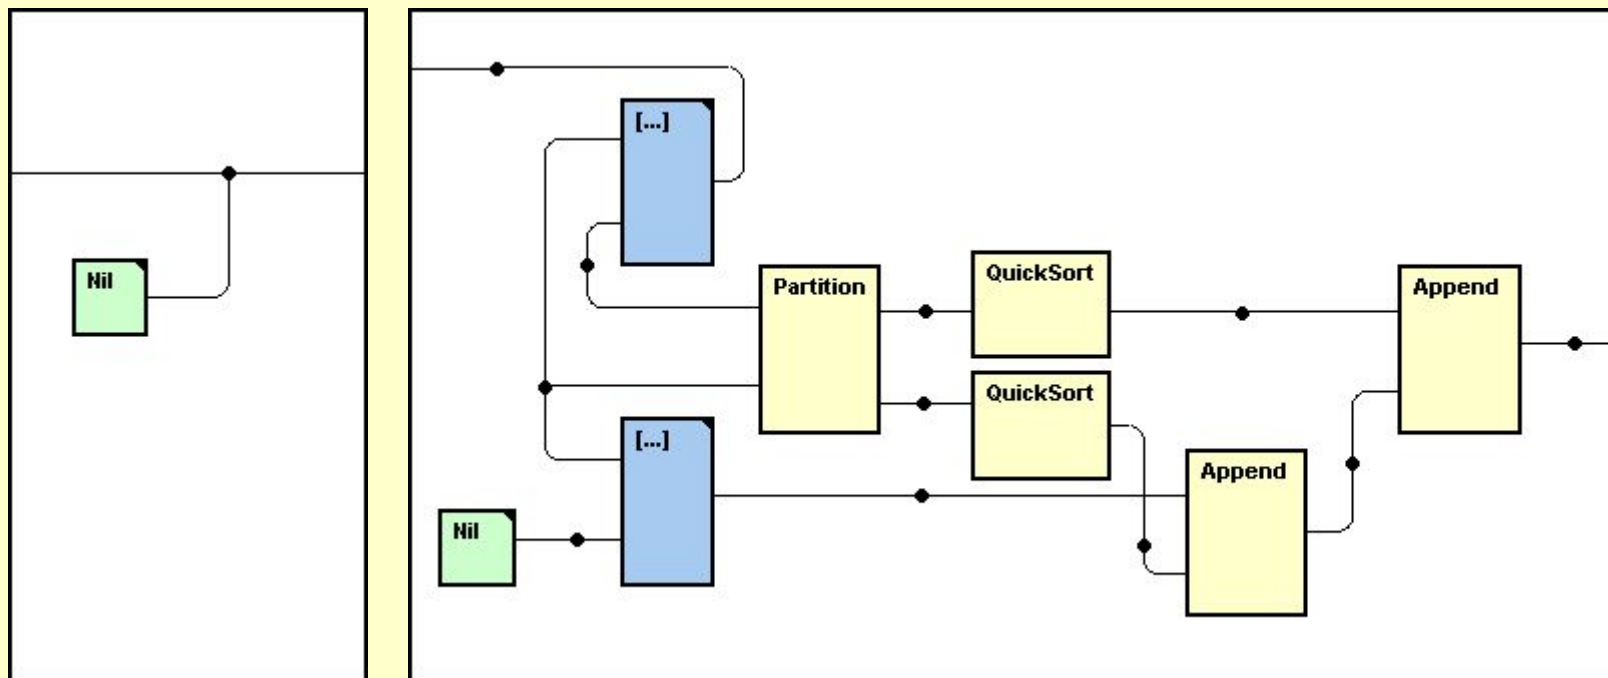 Nil
[...]
Partition
QuickSort
Append
QuickSort
[...]
Append
Nil